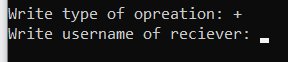 Write type of opreation: +
Write username of reciever: